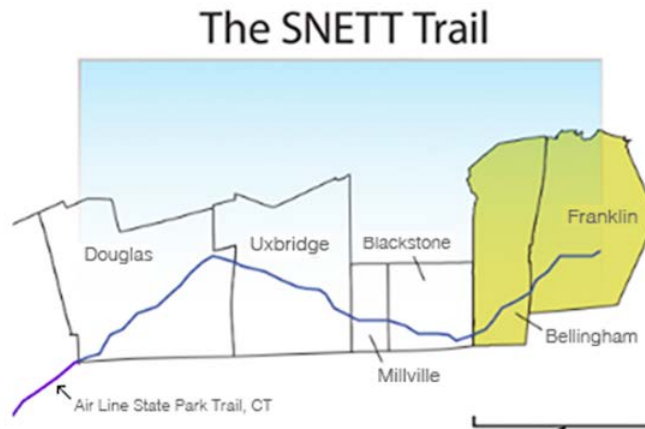 The SNETT Trail
Franklin
Blackstone
Uxbridge
Douglas
Bellingham
Millville
Air Line State Park Trail, CT